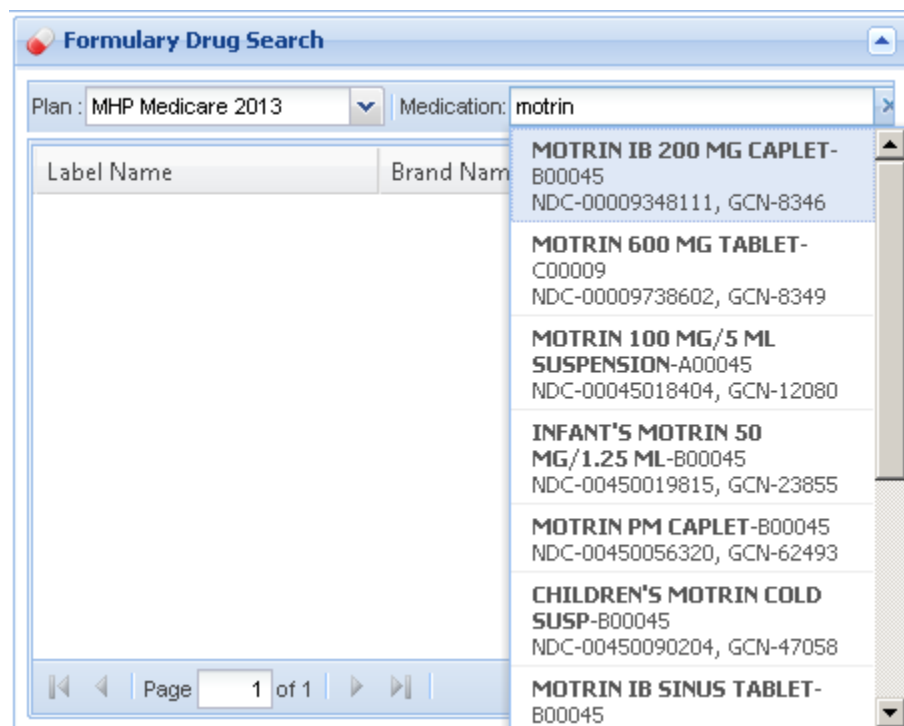 Formulary Drug Search
Plan : MHP Medicare 2013 Medication: motrin
Label Name Brand Nam
MOTRIN IB 200 MG CAPLET-
B00045
NDC-00009348111, GCN-8346
MOTRIN 600 MG TABLET-
C00009
NDC-00009738602, GCN-8349
MOTRIN 100 MG/5 ML
SUSPENSION-A00045
NDC-00045018404, GCN-12080
INFANT'S MOTRIN 50
MG/1.25 ML-B00045
NDC-00450019815, GCN-23855
MOTRIN PM CAPLET-B00045
NDC-00450056320, GCN-62493
CHILDREN'S MOTRIN COLD
SUSP-B00045
NDC-00450090204, GCN-47058
MOTRIN IB SINUS TABLET-
B00045
Page 1 of 1